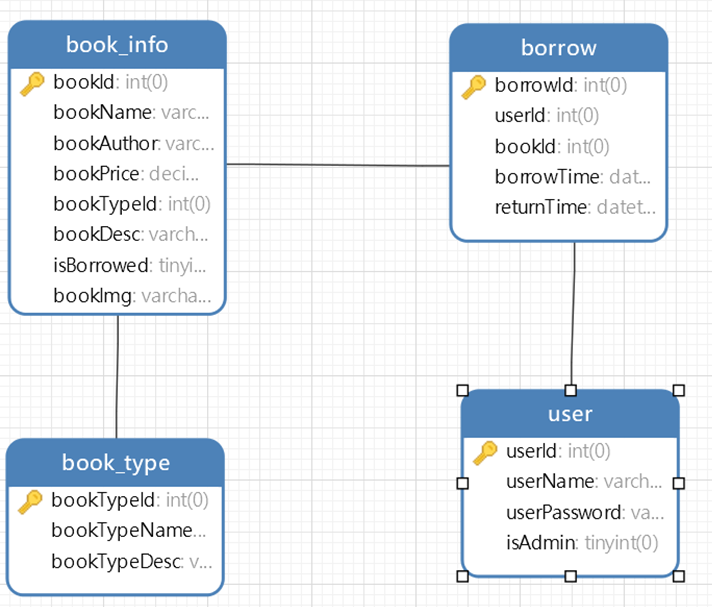 book_info
bookId: int(0)
bookName: varc...
bookAuthor: varc...
bookPrice: deci...
bookTypeId: int(0)
bookDesc: varch...
isBorrowed: tinyi...
bookImg: varcha...
borrow
borrowId: int(0)
userId: int(0)
bookId: int(0)
borrowTime: dat...
returnTime: datet...
book_type
bookTypeId: int(0)
bookTypeName...
bookTypeDesc: v...
user
userId: int(0)
userName: varch...
userPassword: va...
isAdmin: tinyint(0)